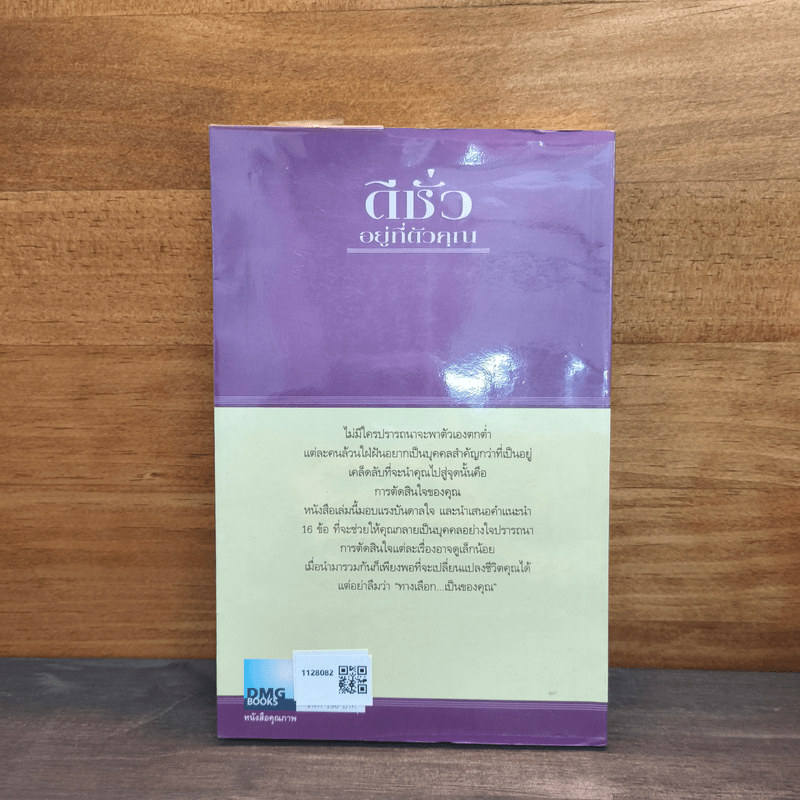 ดีชั่ว
อยู่ที่ตัวคุณ
ไม่มีใครปรารถนาจะพาตัวเองตกต่ำ
แต่ละคนล้วนใฝ่ฝันอยากเป็นบุคคลสำคัญกว่าที่เป็นอยู่
เคล็ดลับที่จะนำคุณไปสู่จุดนั้นคือ
การตัดสินใจของคุณ
หนังสือเล่มนี้มอบแรงบันดาลใจ และนำเสนอคำแนะนำ
16 ข้อ ที่จะช่วยให้คุณกลายเป็นบุคคลอย่างใจปรารถนา
การตัดสินใจแต่ละเรื่องอาจดูเล็กน้อย
เมื่อนำมารวมกันก็เพียงพอที่จะเปลี่ยนแปลงชีวิตคุณได้
แต่อย่าลืมว่า "ทางเลือก...เป็นของคุณ"
1128082
DMG
BOOKS
หนังสือคุณภาพ